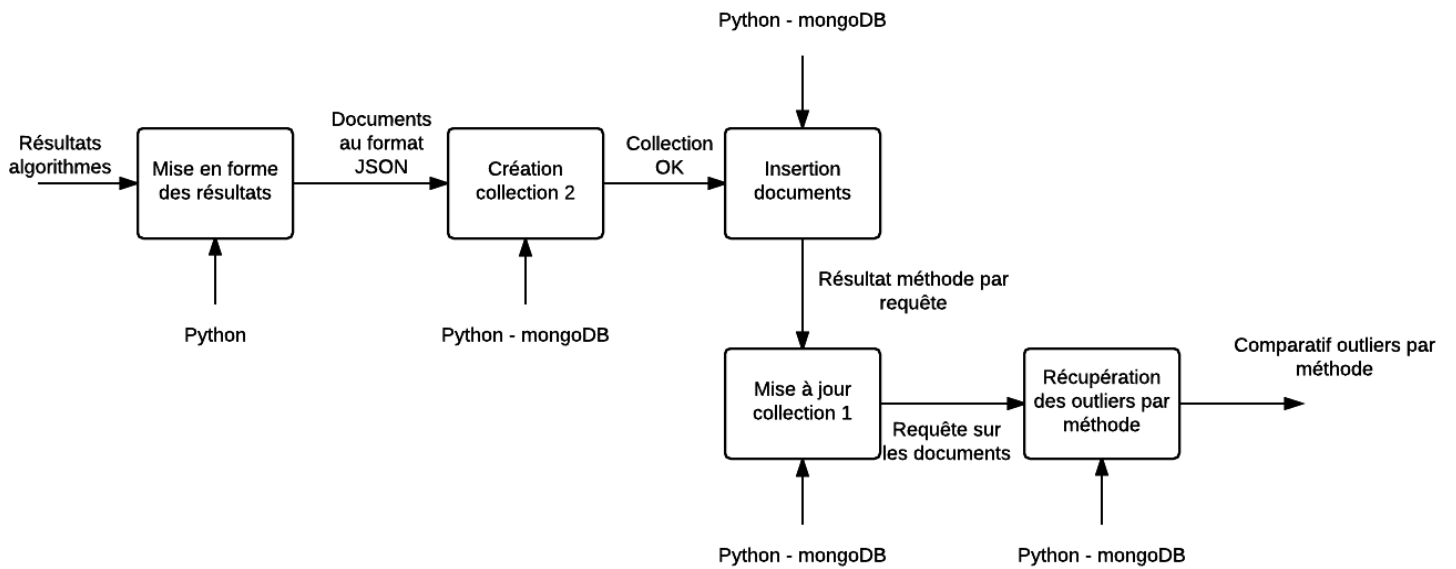 Python - mongoDB
Résultats
algorithmes
Mise en forme
des résultats
Documents
au format
JSON
Création
collection 2
Collection
OK
Insertion
documents
Python
Python - mongoDB
Résultat méthode par
requête
Mise à jour
collection 1
Requête sur
les documents
Récupération
des outliers par
méthode
Comparatif outliers par
méthode
Python - mongoDB
Python - mongoDB